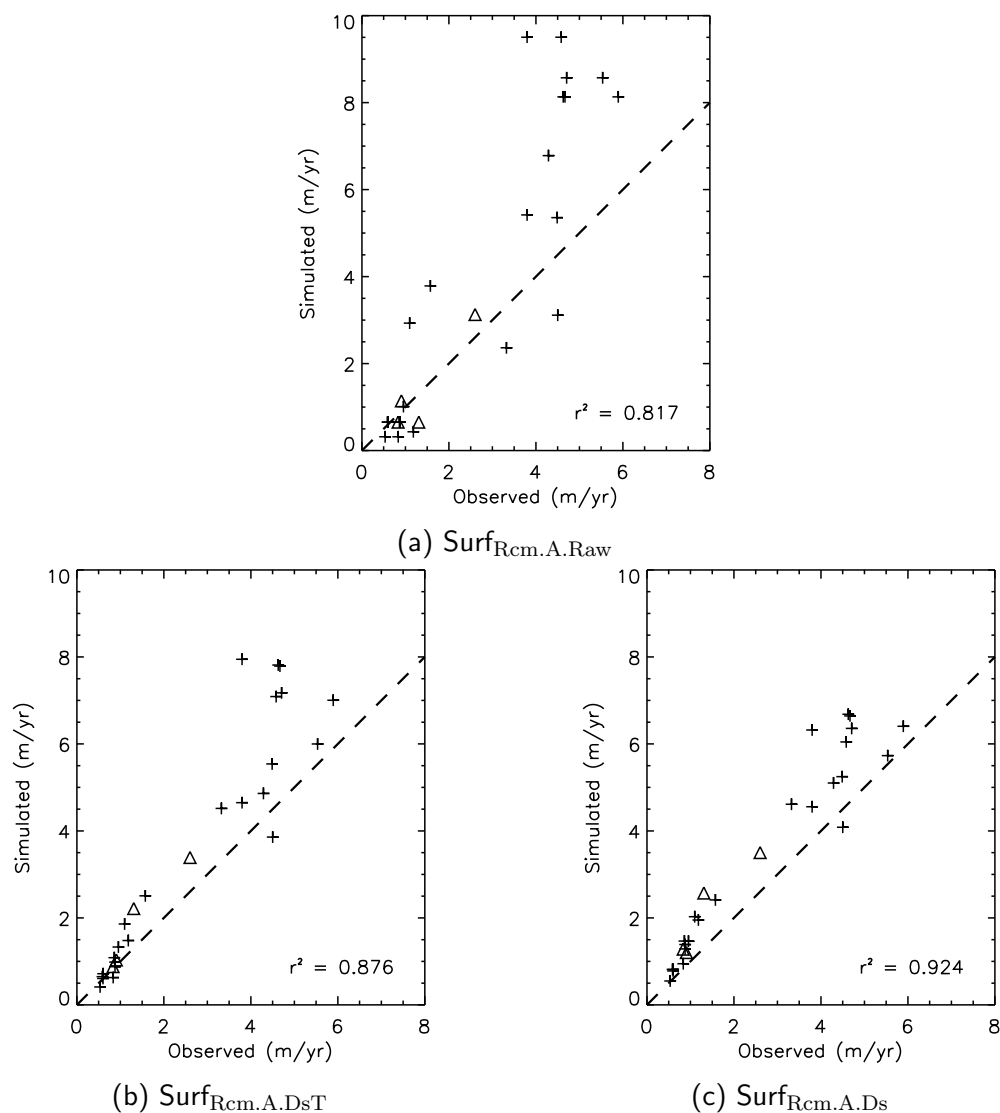 10
8
6
4
2
0
Simulated (m/yr)
r² = 0.817
0 2 4 6 8
Observed (m/yr)
(a) Surf_Rcm.A.Raw
10
8
6
4
2
0
Simulated (m/yr)
r² = 0.876
0 2 4 6 8
Observed (m/yr)
(b) Surf_Rcm.A.DsT
10
8
6
4
2
0
Simulated (m/yr)
r² = 0.924
0 2 4 6 8
Observed (m/yr)
(c) Surf_Rcm.A.Ds